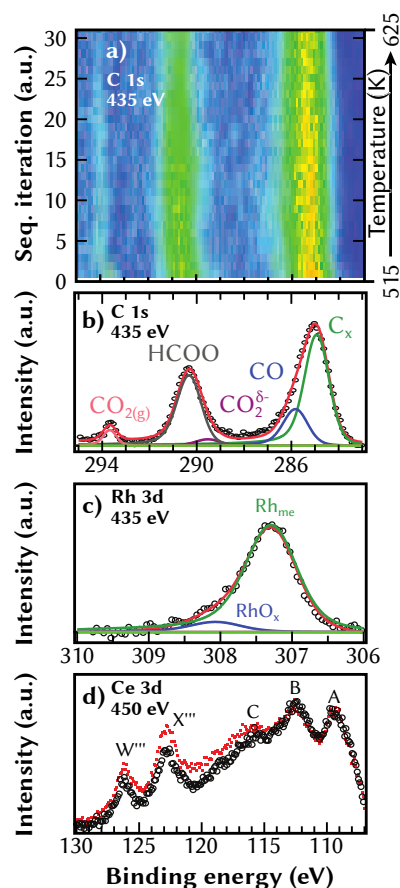 a)
C 1s
435 eV
Seq. iteration (a.u.)
30
25
20
15
10
5
0
625
Temperature (K)
515
b) C 1s
435 eV
Intensity (a.u.)
HCOO
CO2(g)
CO2δ-
CO
Cx
294
290
286
c) Rh 3d
435 eV
Intensity (a.u.)
Rhme
RhOx
310
309
308
307
306
d) Ce 3d
450 eV
Intensity (a.u.)
W'''
X'''
C
B
A
130
125
120
115
110
Binding energy (eV)